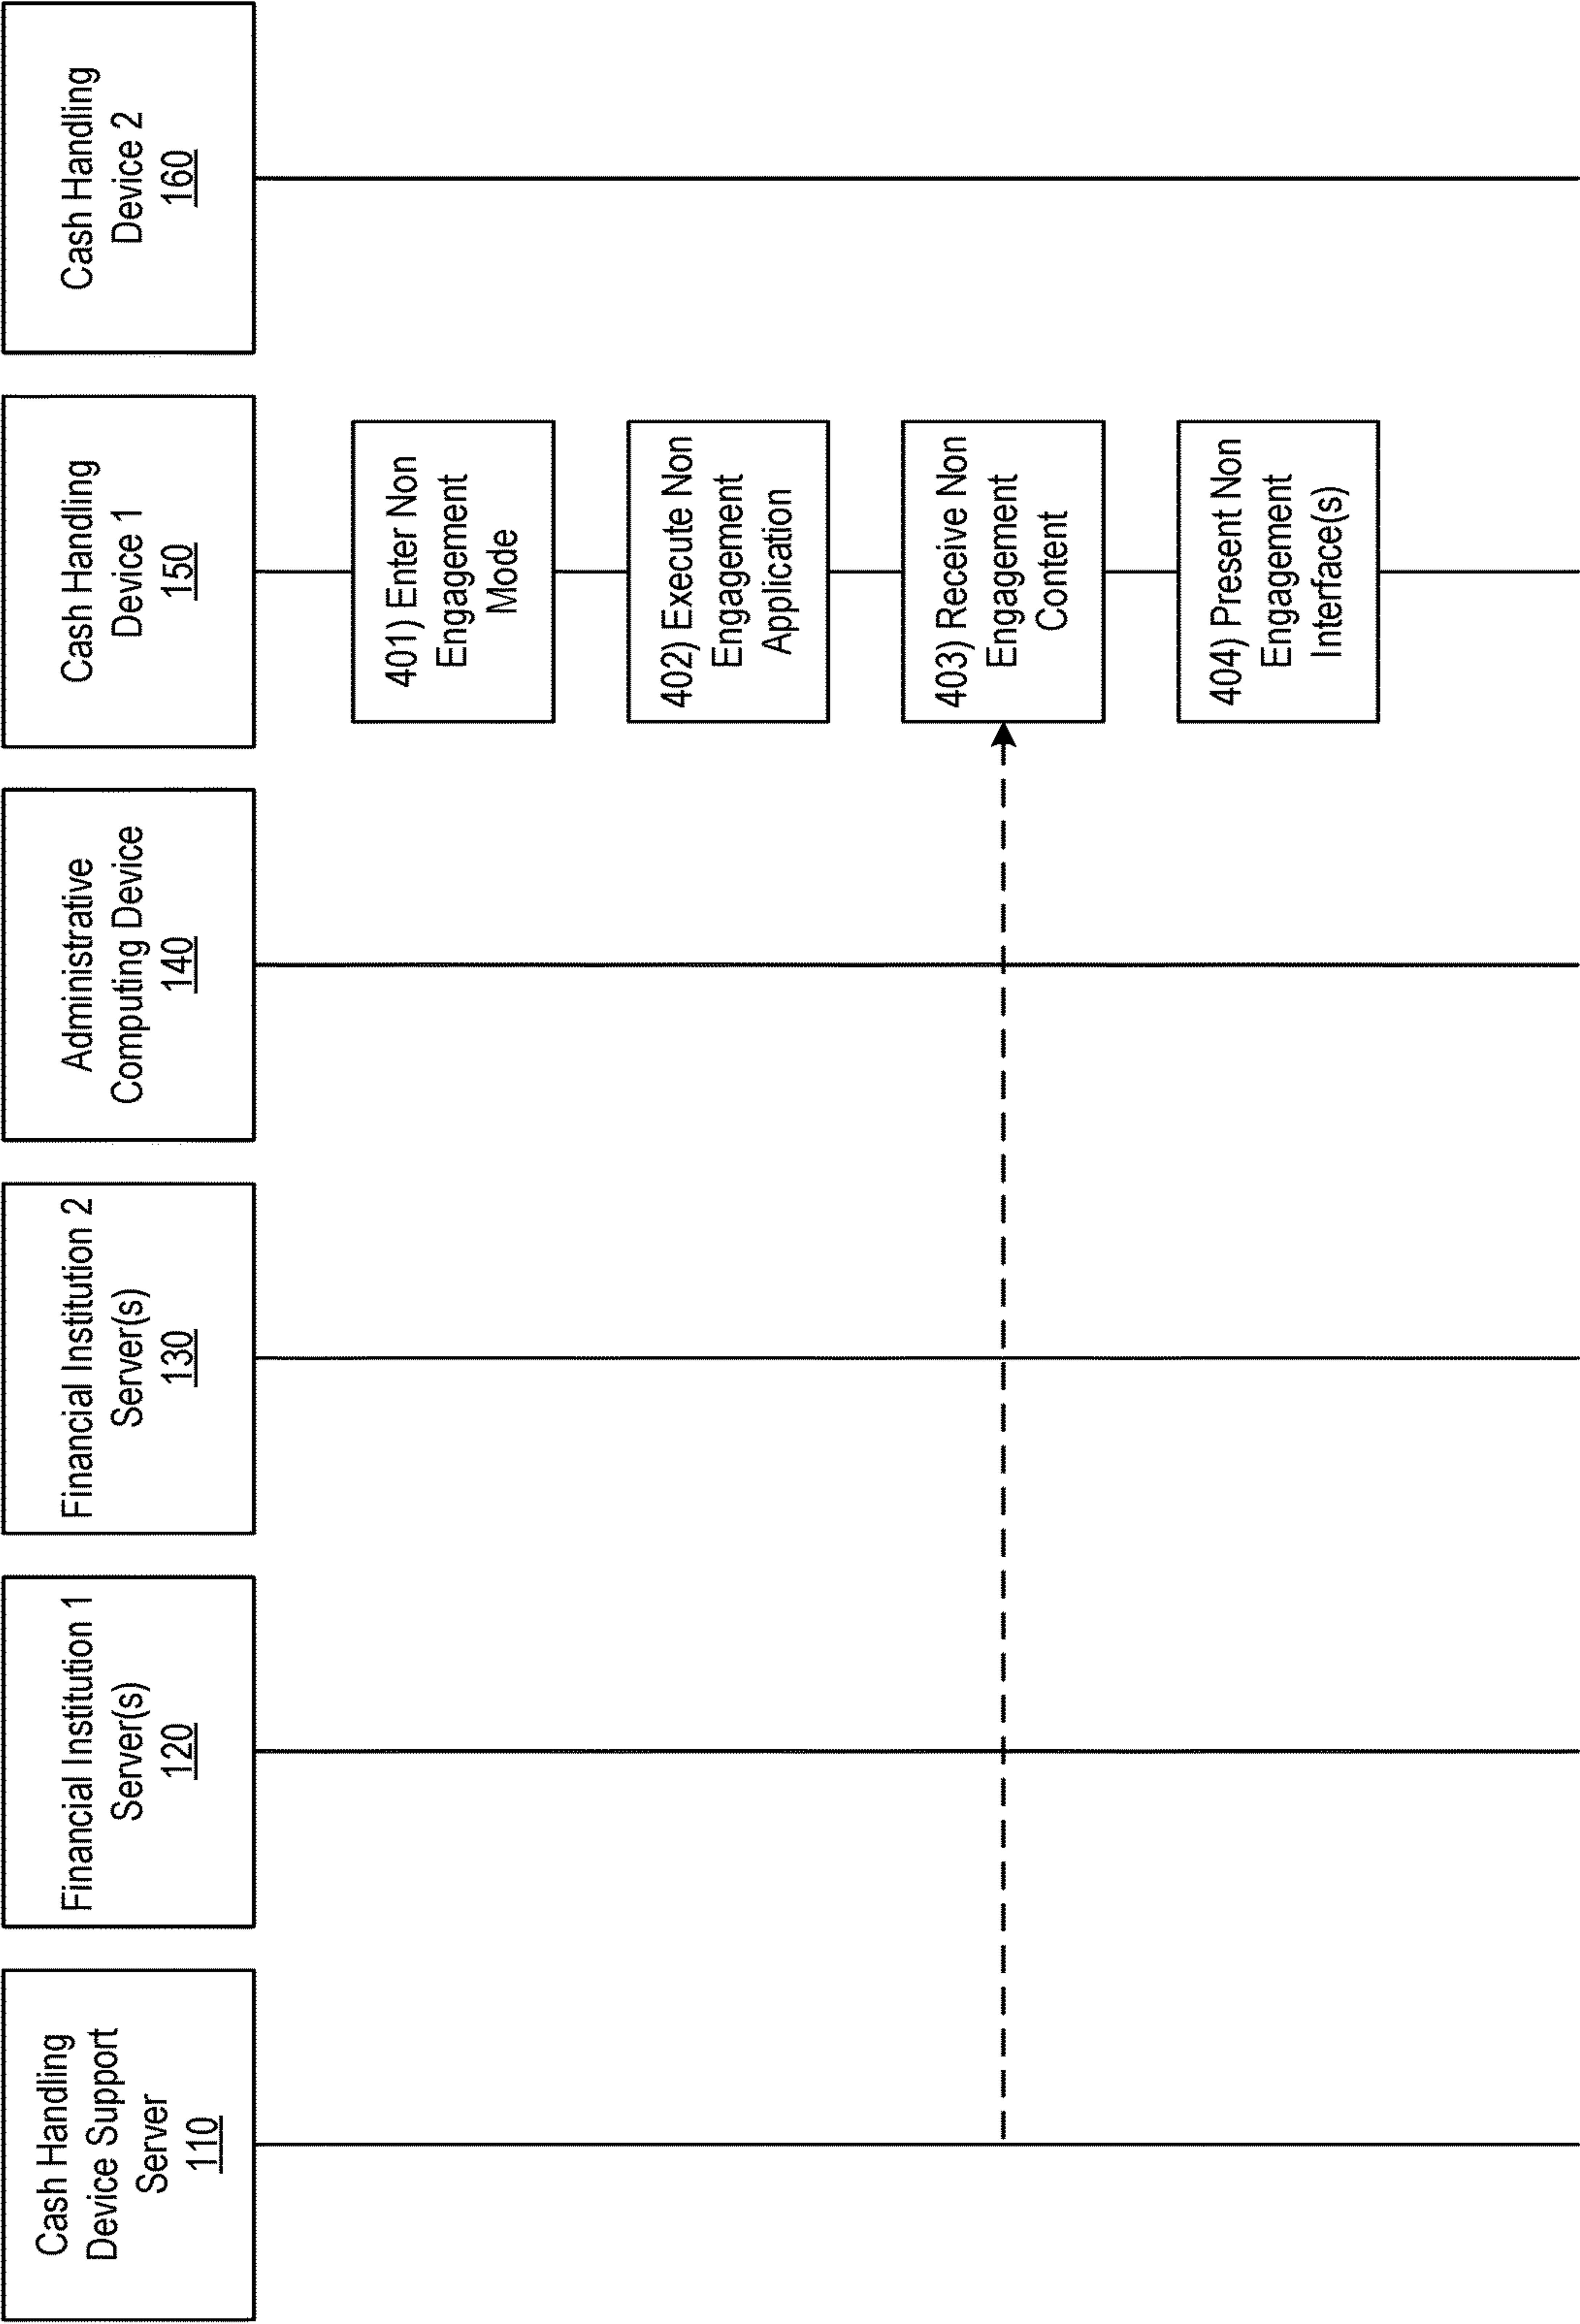 Cash Handling
Device Support
Server
110
Financial Institution 1
Server(s)
120
Financial Institution 2
Server(s)
130
Administrative
Computing Device
140
Cash Handling
Device 1
150
Cash Handling
Device 2
160
401) Enter Non
Engagement
Mode
402) Execute Non
Engagement
Application
403) Receive Non
Engagement
Content
404) Present Non
Engagement
Interface(s)